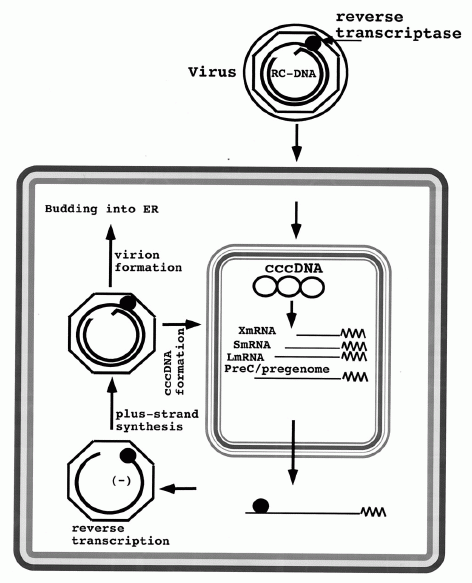 reverse
transcriptase
Virus
RC-DNA
Budding into ER
virion
formation
cccDNA
cccDNA
formation
XmRNA
SmRNA
LmRNA
PreC/pregenome
plus-strand
synthesis
(-)
reverse
transcription